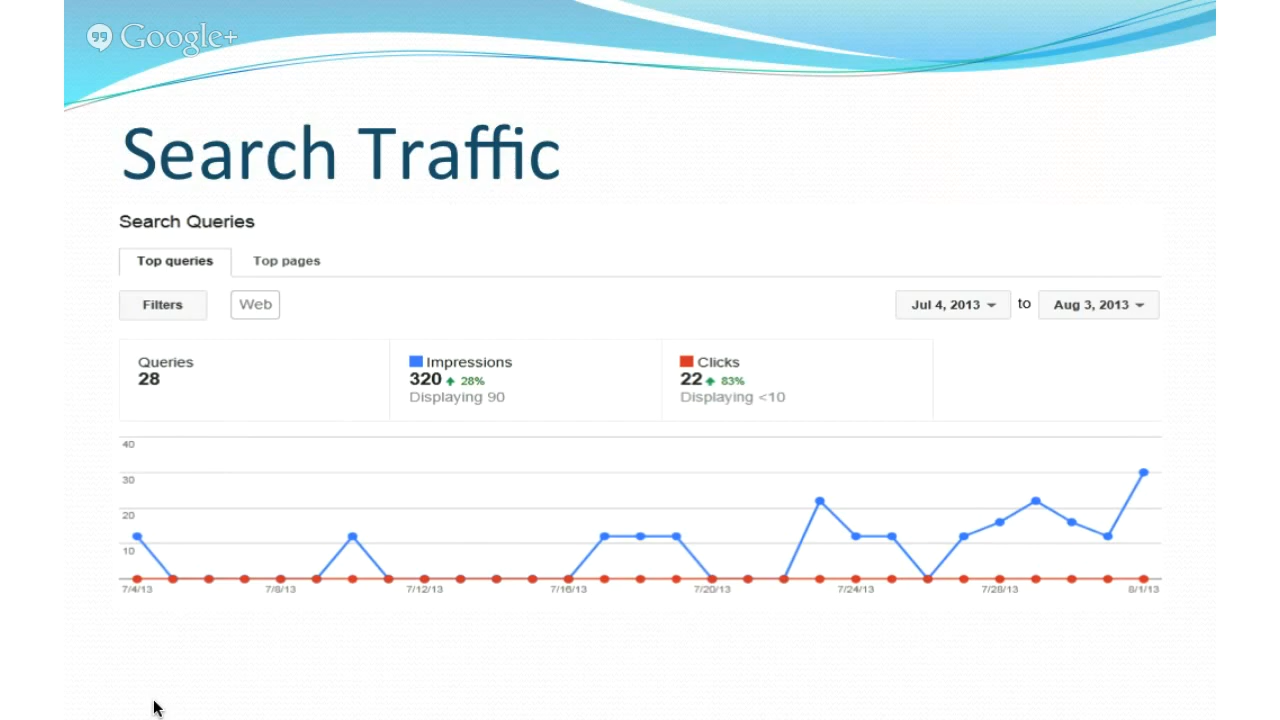 Google+
Search Traffic
Search Queries
Top queries Top pages
Filters Web Jul 4, 2013 to Aug 3, 2013
Queries Impressions Clicks
28 320 28% 22 83%
Displaying 90 Displaying <10
40
30
20
10
7/4/13 7/8/13 7/12/13 7/16/13 7/20/13 7/24/13 7/28/13 8/1/13